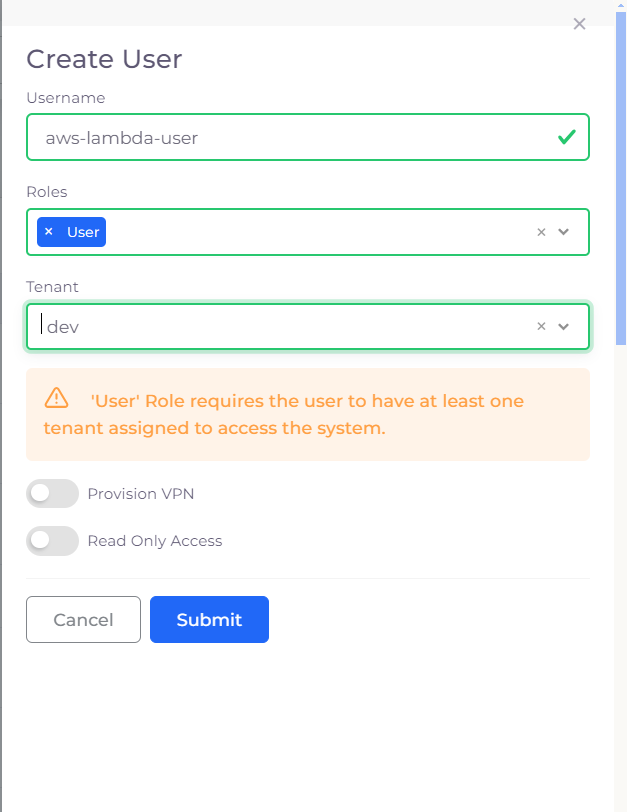 Create User
Username
aws-lambda-user
Roles
× User
Tenant
dev
'User' Role requires the user to have at least one
tenant assigned to access the system.
Provision VPN
Read Only Access
Cancel Submit